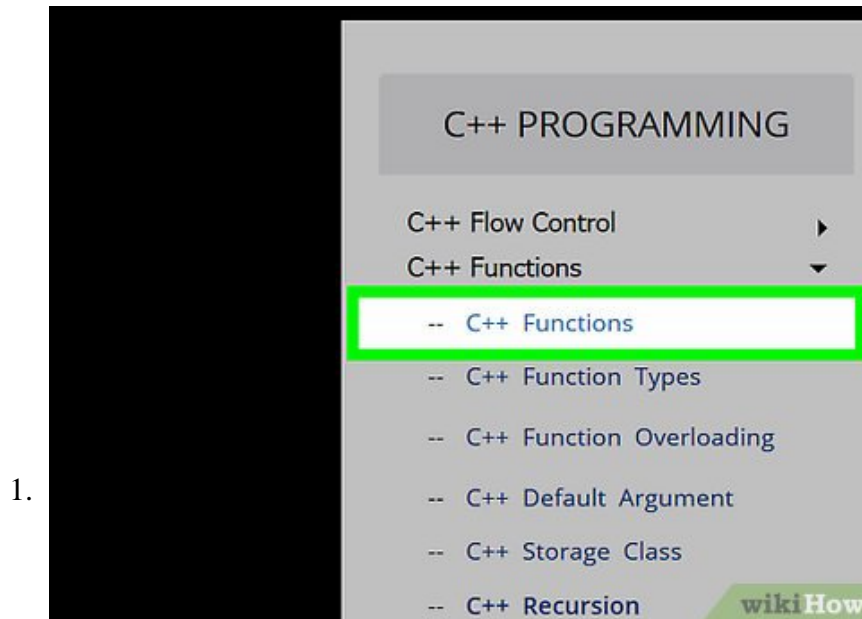 C++ PROGRAMMING
C++ Flow Control
C++ Functions
-- C++ Functions
-- C++ Function Types
-- C++ Function Overloading
1.
-- C++ Default Argument
-- C++ Storage Class
-- C++ Recursion
wikiHow